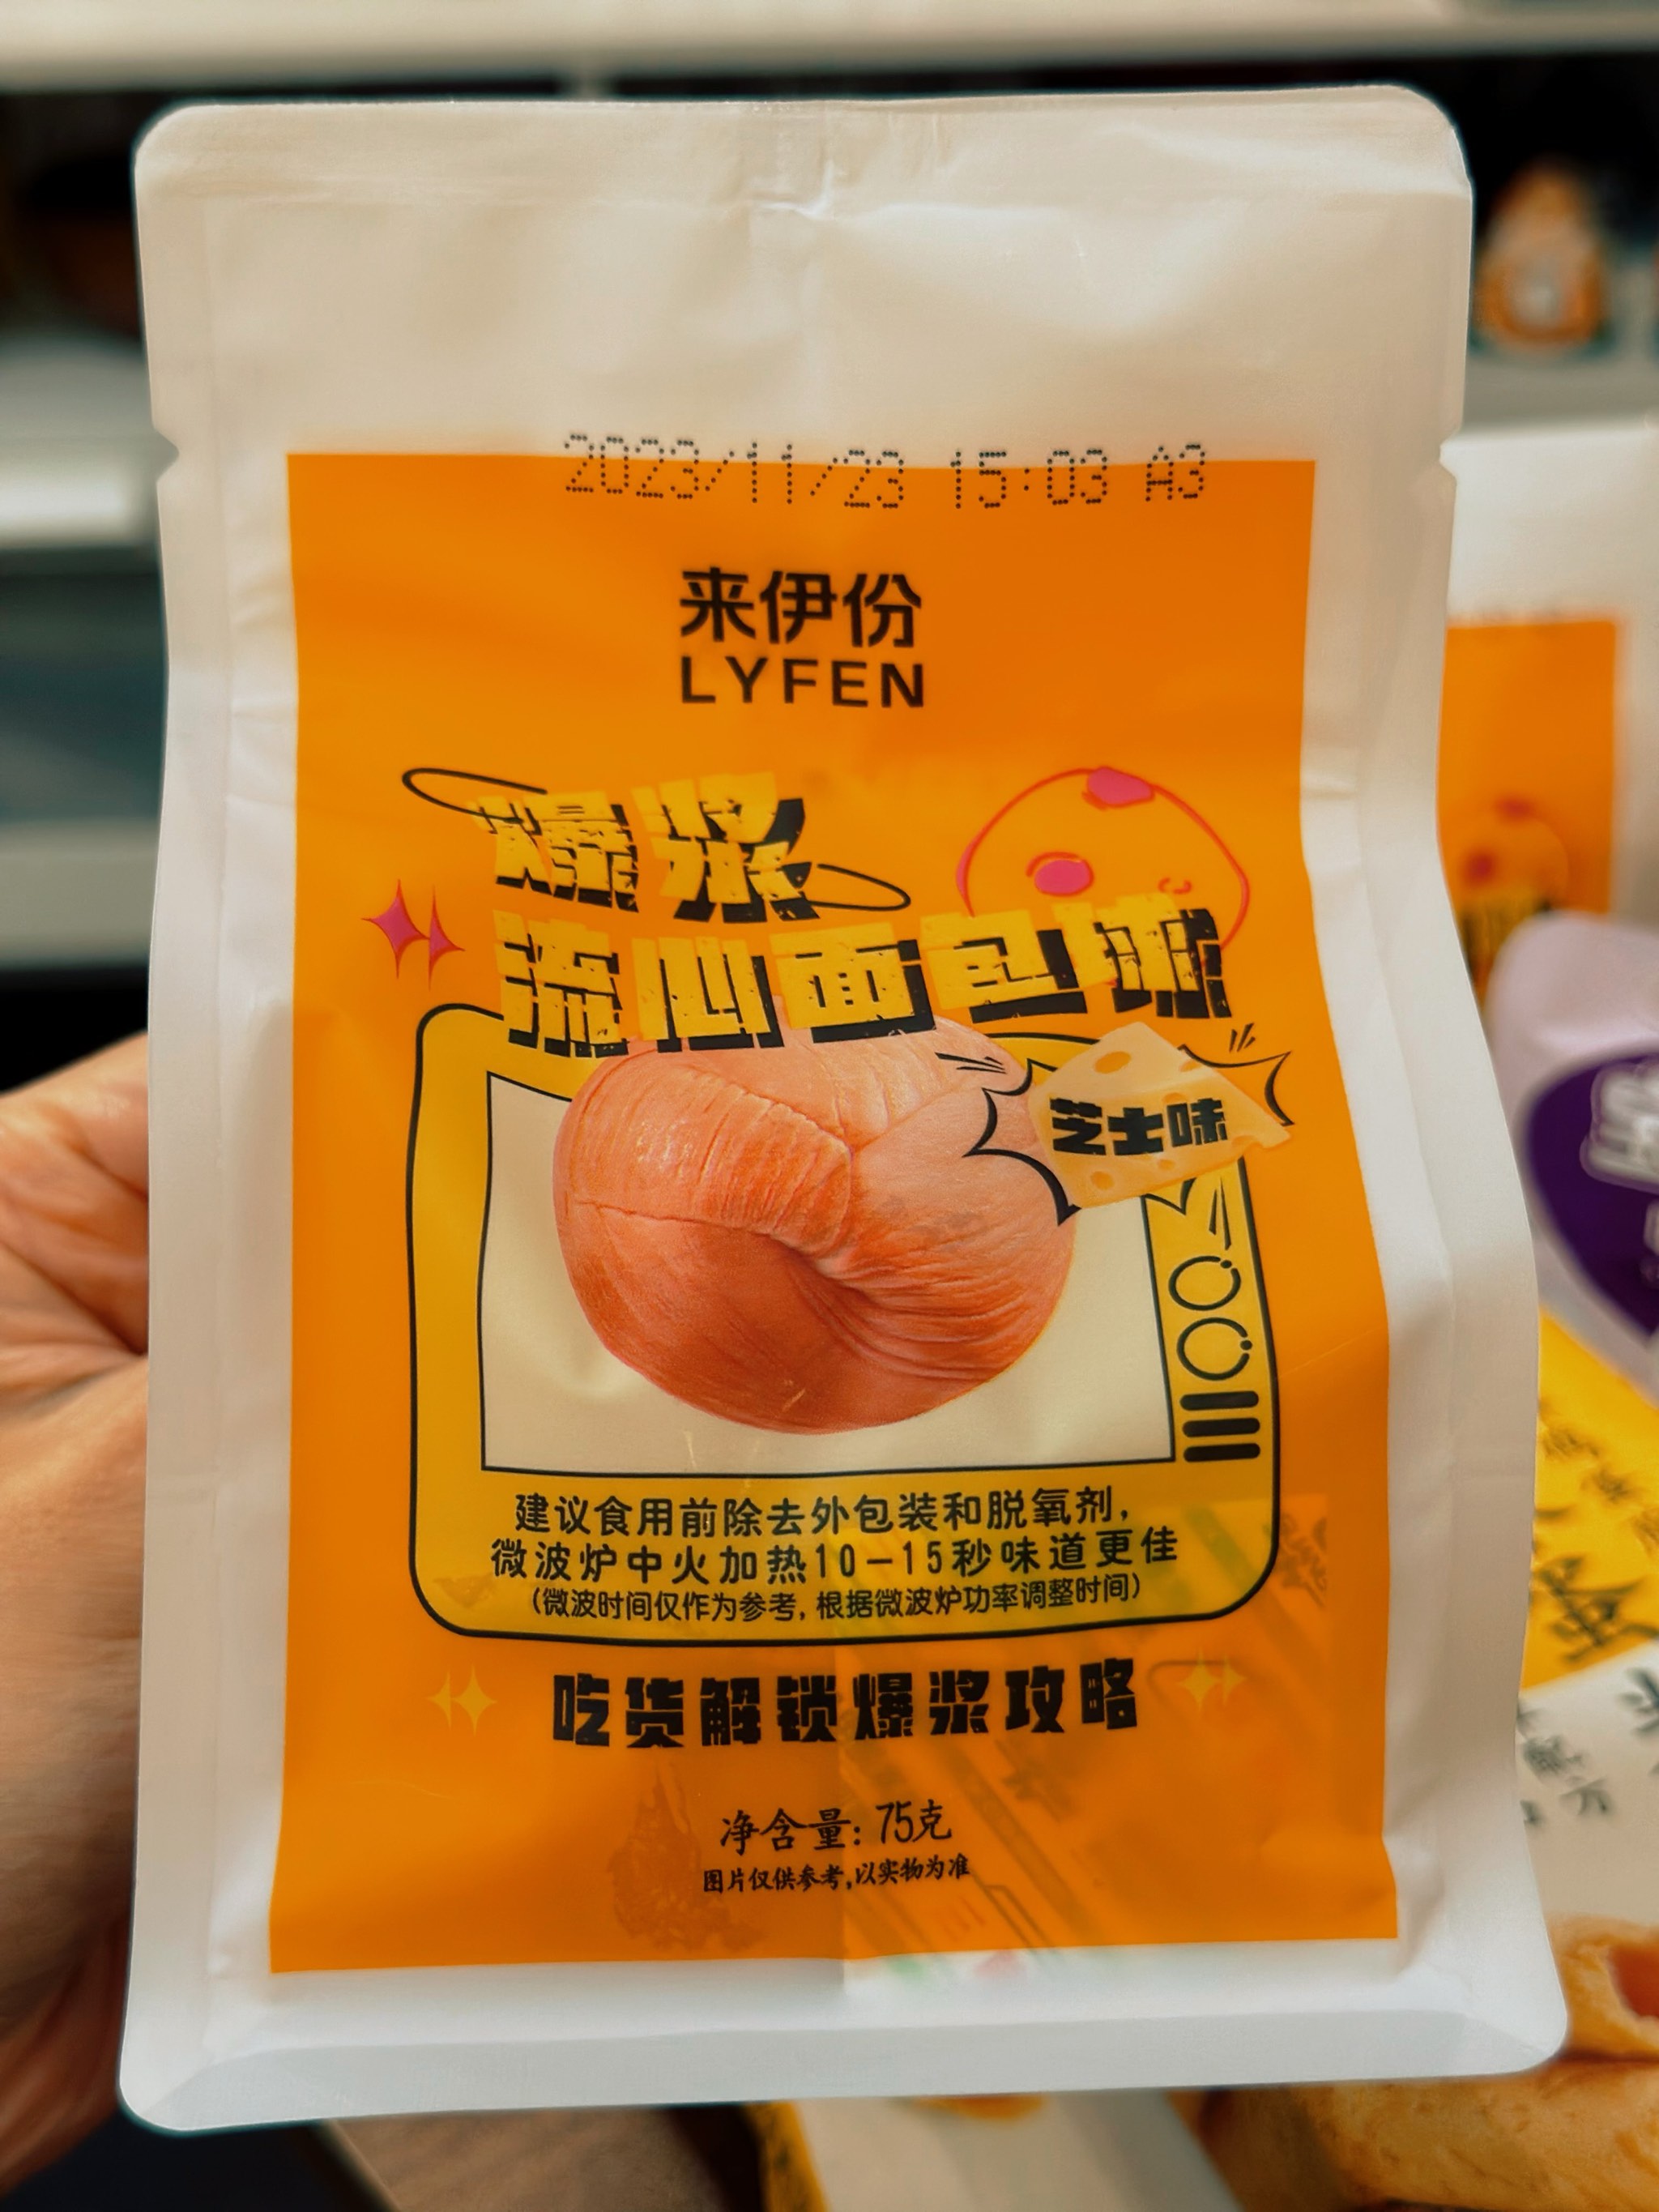 2023/11/23 15:03 A3
来伊份
LYFEN
爆浆
流心面包球
芝士味
建议食用前除去外包装和脱氧剂,
微波炉中火加热10-15秒味道更佳
(微波时间仅作为参考,根据微波炉功率调整时间)
吃货解锁爆浆攻略
净含量:75克
图片仅供参考,以实物为准